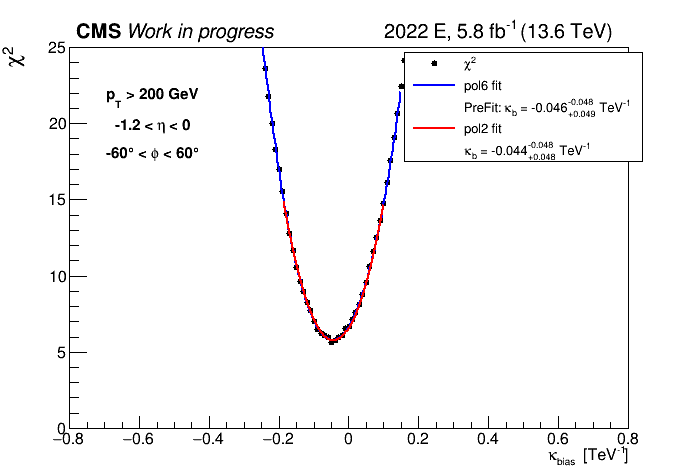 CMS Work in progress 2022 E, 5.8 fb⁻¹ (13.6 TeV)
χ²
25
20
15
10
5
0
p_T > 200 GeV
-1.2 < η < 0
-60° < ϕ < 60°
χ²
pol6 fit
PreFit: κ_b = -0.046 -0.048 +0.049 TeV⁻¹
pol2 fit
κ_b = -0.044 -0.048 +0.048 TeV⁻¹
−0.8 −0.6 −0.4 −0.2 0 0.2 0.4 0.6 0.8
κ_bias [TeV⁻¹]